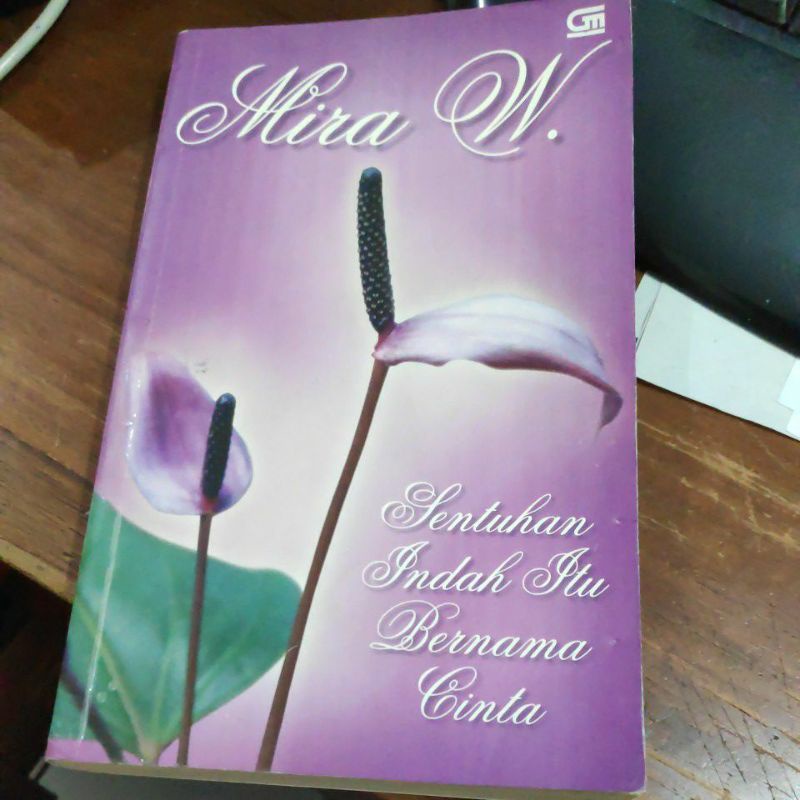 Mira W.
Sentuhan
Indah Itu
Bernama
Cinta